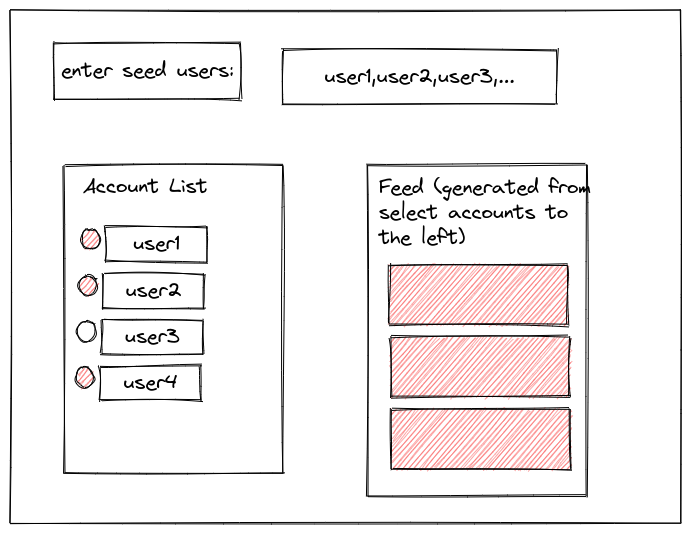 enter seed users:
user1,user2,user3,...
Account List
user1
user2
user3
user4
Feed (generated from
select accounts to
the left)